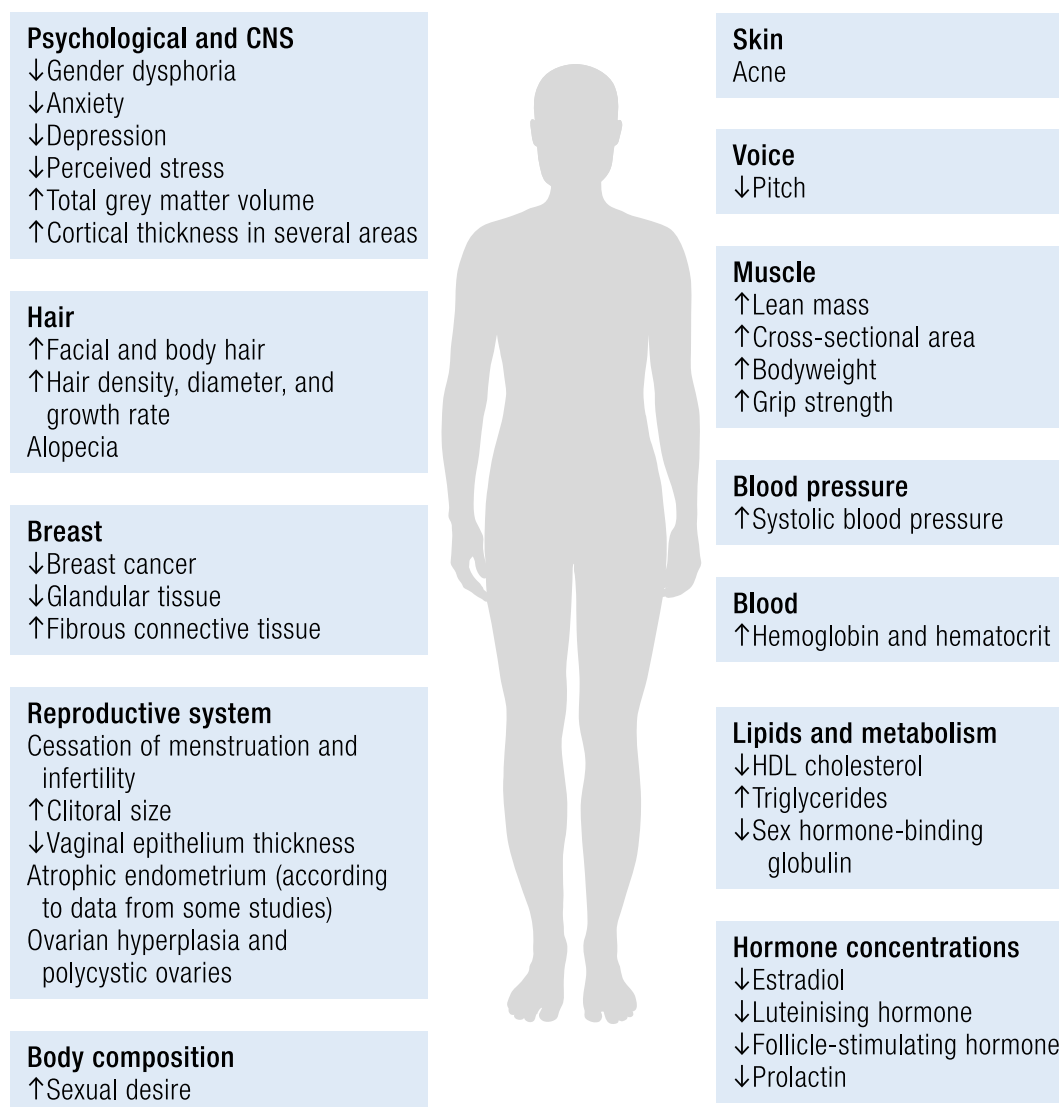 Psychological and CNS
↓Gender dysphoria
↓Anxiety
↓Depression
↓Perceived stress
↑Total grey matter volume
↑Cortical thickness in several areas
Hair
↑Facial and body hair
↑Hair density, diameter, and
growth rate
Alopecia
Breast
↓Breast cancer
↓Glandular tissue
↑Fibrous connective tissue
Reproductive system
Cessation of menstruation and
infertility
↑Clitoral size
↓Vaginal epithelium thickness
Atrophic endometrium (according
to data from some studies)
Ovarian hyperplasia and
polycystic ovaries
Body composition
↑Sexual desire
Skin
Acne
Voice
↓Pitch
Muscle
↑Lean mass
↑Cross-sectional area
↑Bodyweight
↑Grip strength
Blood pressure
↑Systolic blood pressure
Blood
↑Hemoglobin and hematocrit
Lipids and metabolism
↓HDL cholesterol
↑Triglycerides
↓Sex hormone-binding
globulin
Hormone concentrations
↓Estradiol
↓Luteinising hormone
↓Follicle-stimulating hormone
↓Prolactin